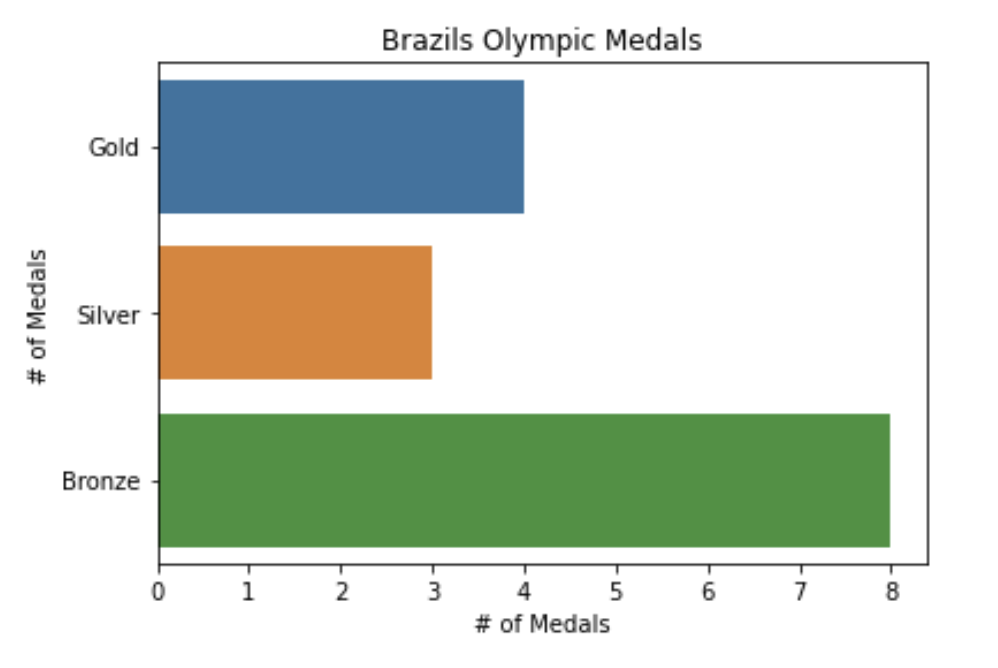 Brazils Olympic Medals
Gold
Silver
Bronze
# of Medals
0 1 2 3 4 5 6 7 8
# of Medals